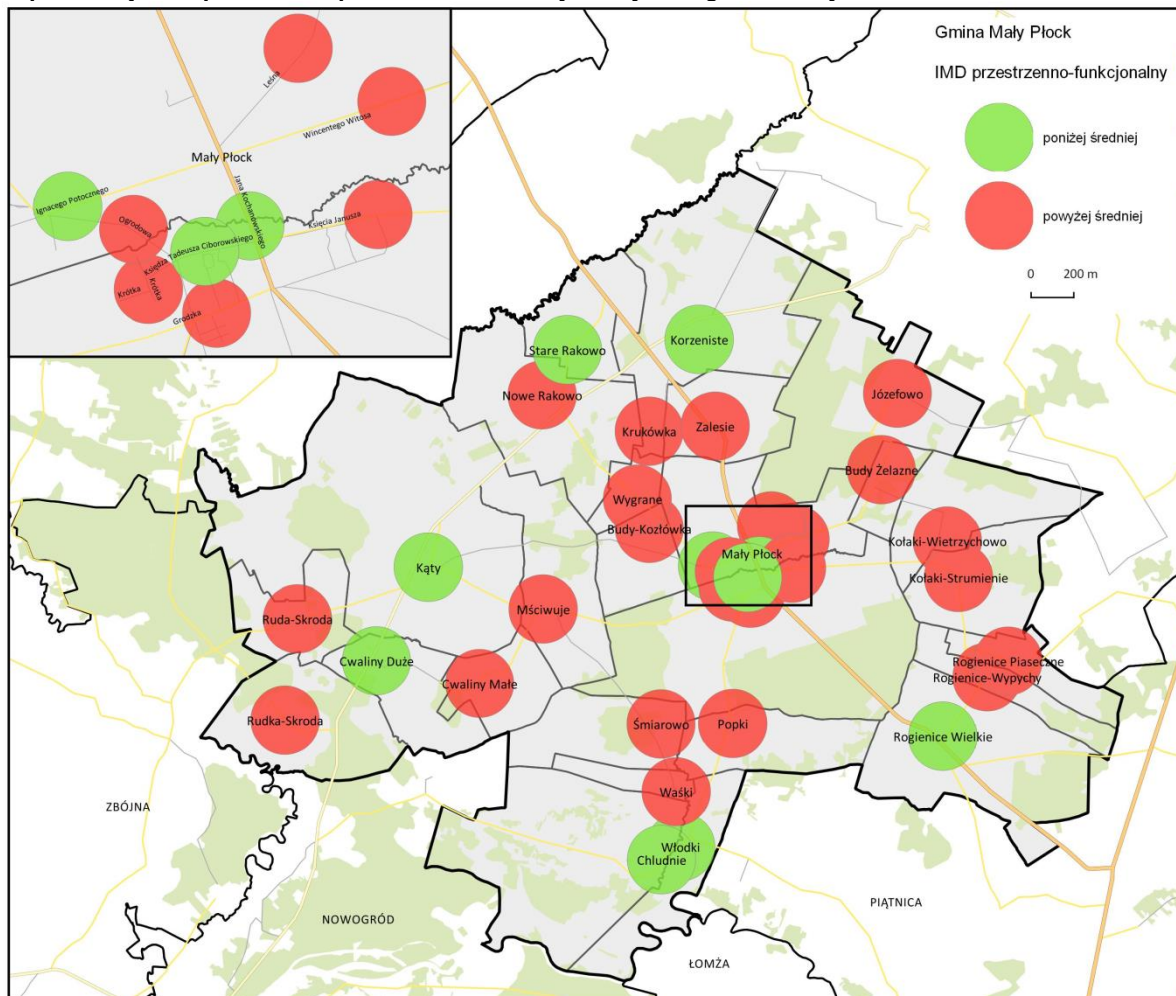 Gmina Mały Płock
IMD przestrzenno-funkcjonalny
poniżej średniej
powyżej średniej
0 200 m
Leśna
Wincentego Witosa
Mały Płock
Ignacego Potocznego
Jana Kochanowskiego
Ogrodowa
Księcia Janusza
Księdza Tadeusza Ciborowskiego
Krótka
Krótka
Grodzka
Stare Rakowo
Korzeniste
Nowe Rakowo
Józefowo
Krukówka
Zalesie
Budy Żelazne
Wygrane
Budy-Kozłówka
Kołaki-Wietrzychowo
Mały Płock
Kąty
Kołaki-Strumienie
Mściwuje
Ruda-Skroda
Cwaliny Duże
Rogienice Piaseczne
Rogienice-Wypychy
Cwaliny Małe
Rudka-Skroda
Śmiarowo
Popki
Rogienice Wielkie
Waśki
ZBÓJNA
Włodki
Chludnie
PIĄTNICA
NOWOGRÓD
ŁOMŻA